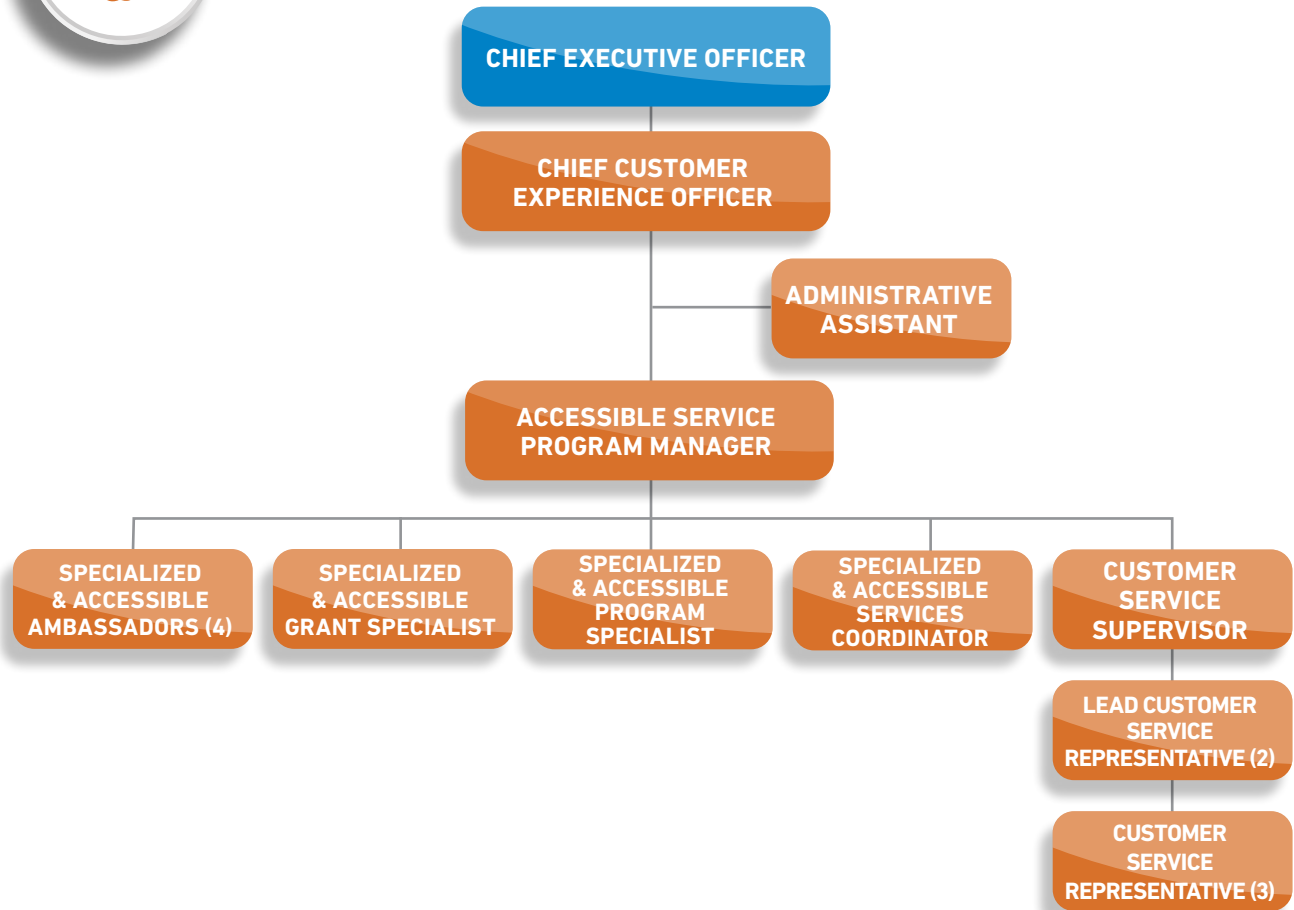 CHIEF EXECUTIVE OFFICER
CHIEF CUSTOMER
EXPERIENCE OFFICER
ADMINISTRATIVE
ASSISTANT
ACCESSIBLE SERVICE
PROGRAM MANAGER
SPECIALIZED
& ACCESSIBLE
AMBASSADORS (4)
SPECIALIZED
& ACCESSIBLE
GRANT SPECIALIST
SPECIALIZED
& ACCESSIBLE
PROGRAM
SPECIALIST
SPECIALIZED
& ACCESSIBLE
SERVICES
COORDINATOR
CUSTOMER
SERVICE
SUPERVISOR
LEAD CUSTOMER
SERVICE
REPRESENTATIVE (2)
CUSTOMER
SERVICE
REPRESENTATIVE (3)